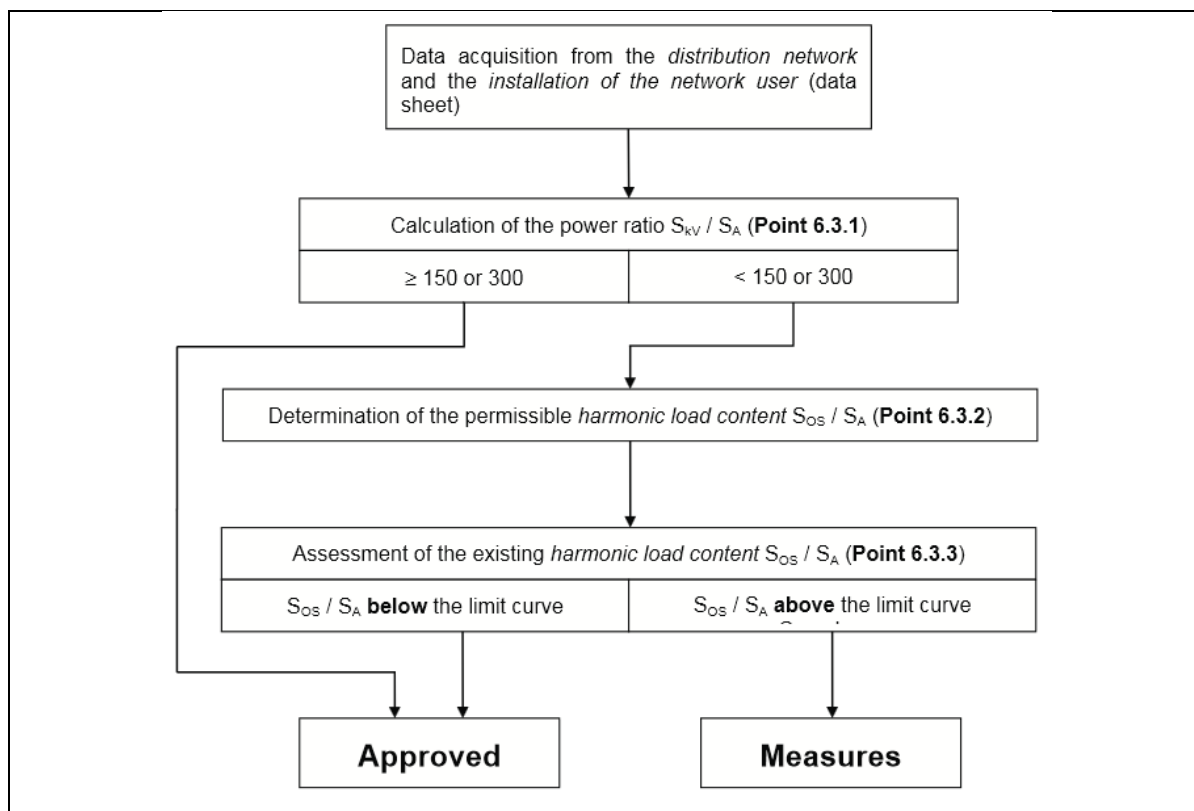 Data acquisition from the distribution network
and the installation of the network user (data
sheet)
Calculation of the power ratio SkV / SA (Point 6.3.1)
≥ 150 or 300
< 150 or 300
Determination of the permissible harmonic load content SOS / SA (Point 6.3.2)
Assessment of the existing harmonic load content SOS / SA (Point 6.3.3)
SOS / SA below the limit curve
SOS / SA above the limit curve
Approved
Measures